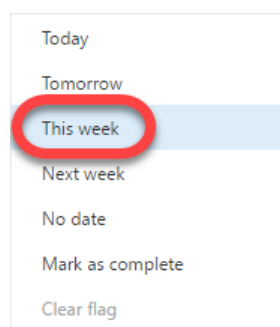 Today
Tomorrow
This week
Next week
No date
Mark as complete
Clear flag